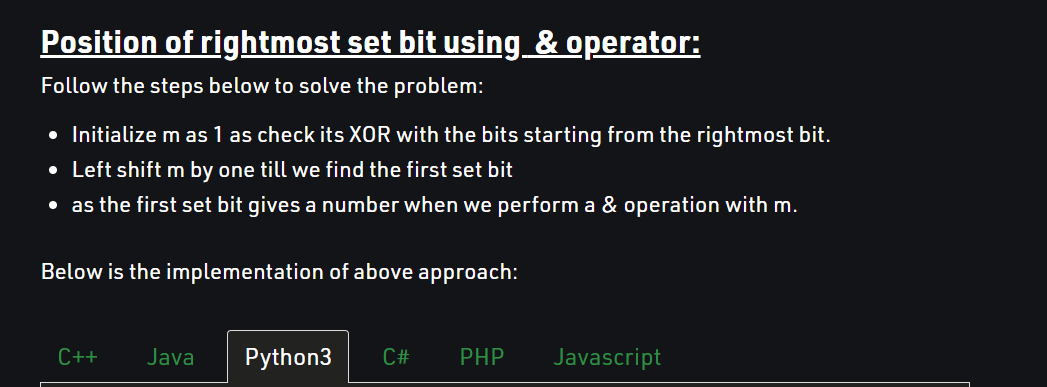 Position of rightmost set bit using & operator:
Follow the steps below to solve the problem:
• Initialize m as 1 as check its XOR with the bits starting from the rightmost bit.
• Left shift m by one till we find the first set bit
• as the first set bit gives a number when we perform a & operation with m.
Below is the implementation of above approach:
C++ Java Python3 C# PHP Javascript